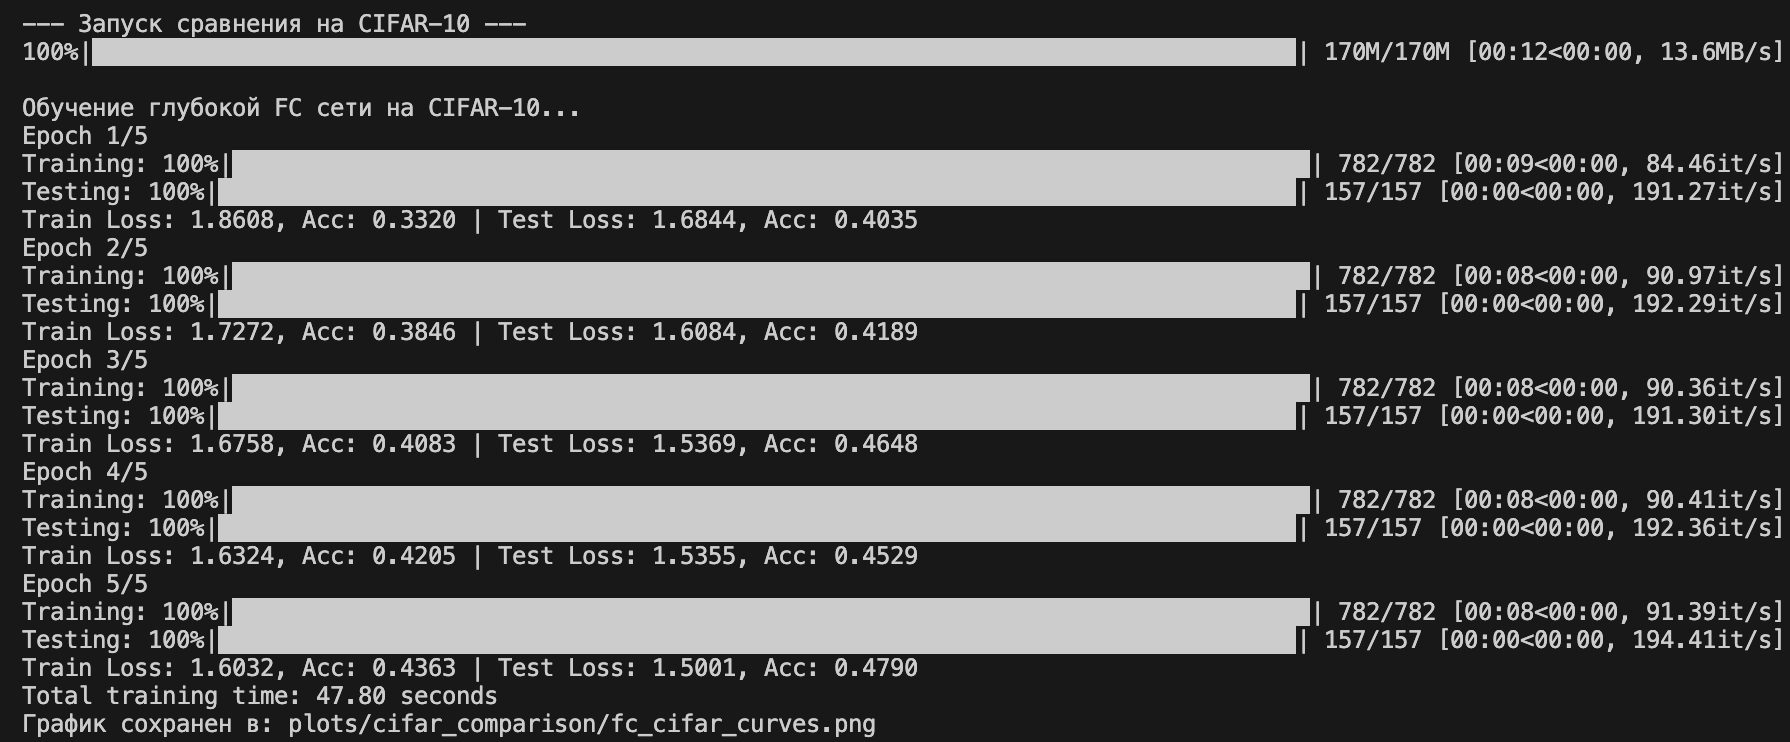 --- Запуск сравнения на CIFAR-10 ---
100%|| 170M/170M [00:12<00:00, 13.6MB/s]
Обучение глубокой FC сети на CIFAR-10...
Epoch 1/5
Training: 100%|| 782/782 [00:09<00:00, 84.46it/s]
Testing: 100%|| 157/157 [00:00<00:00, 191.27it/s]
Train Loss: 1.8608, Acc: 0.3320 | Test Loss: 1.6844, Acc: 0.4035
Epoch 2/5
Training: 100%|| 782/782 [00:08<00:00, 90.97it/s]
Testing: 100%|| 157/157 [00:00<00:00, 192.29it/s]
Train Loss: 1.7272, Acc: 0.3846 | Test Loss: 1.6084, Acc: 0.4189
Epoch 3/5
Training: 100%|| 782/782 [00:08<00:00, 90.36it/s]
Testing: 100%|| 157/157 [00:00<00:00, 191.30it/s]
Train Loss: 1.6758, Acc: 0.4083 | Test Loss: 1.5369, Acc: 0.4648
Epoch 4/5
Training: 100%|| 782/782 [00:08<00:00, 90.41it/s]
Testing: 100%|| 157/157 [00:00<00:00, 192.36it/s]
Train Loss: 1.6324, Acc: 0.4205 | Test Loss: 1.5355, Acc: 0.4529
Epoch 5/5
Training: 100%|| 782/782 [00:08<00:00, 91.39it/s]
Testing: 100%|| 157/157 [00:00<00:00, 194.41it/s]
Train Loss: 1.6032, Acc: 0.4363 | Test Loss: 1.5001, Acc: 0.4790
Total training time: 47.80 seconds
График сохранен в: plots/cifar_comparison/fc_cifar_curves.png